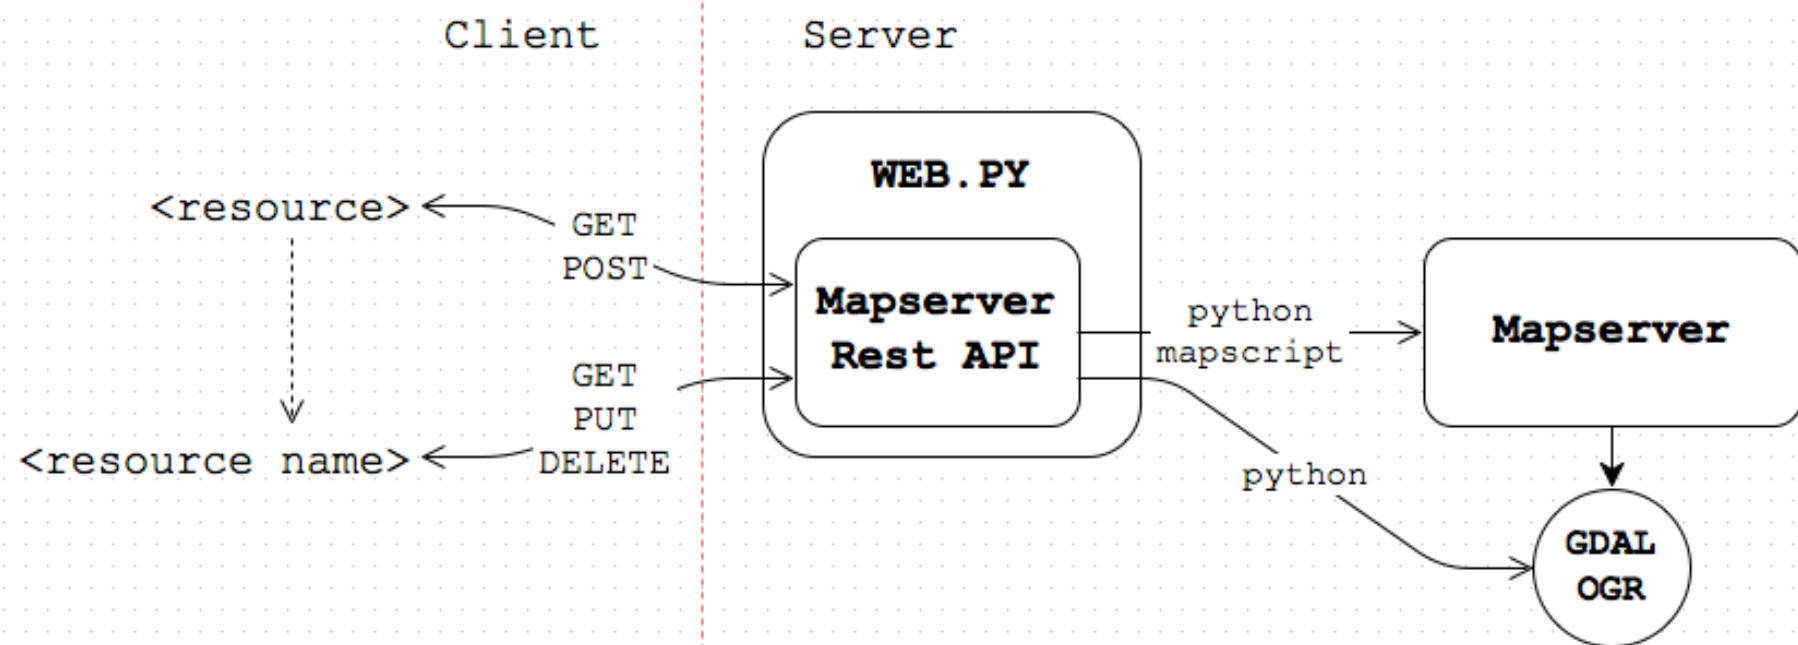 Client
Server
WEB.PY
<resource>
GET
POST
Mapserver
Rest API
python
mapscript
Mapserver
GET
PUT
DELETE
<resource name>
python
GDAL
OGR